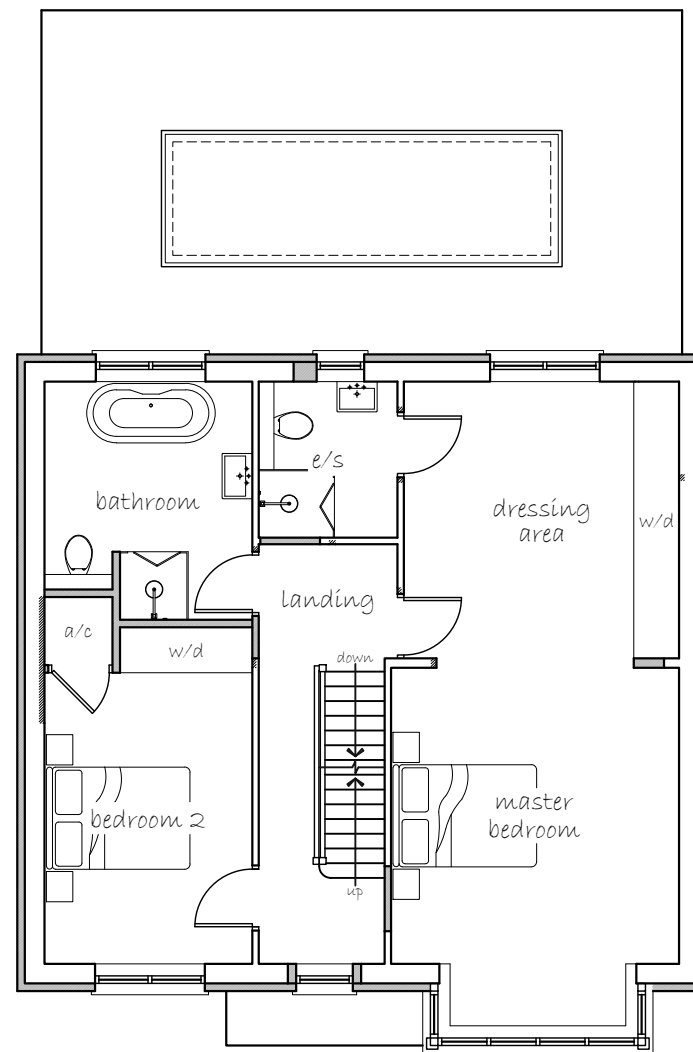 e/s
bathroom
dressing
area
w/d
landing
a/c
w/d
down
master
bedroom
bedroom 2
up